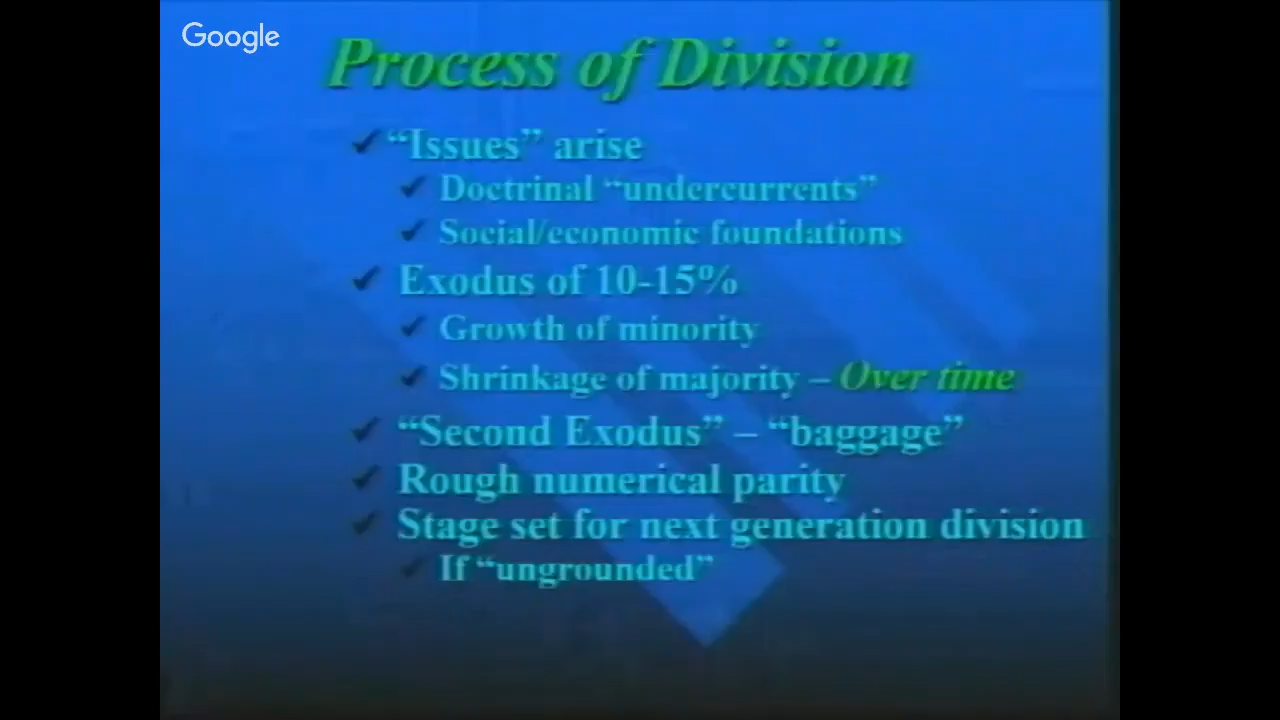 Google
Process of Division
“Issues” arise
Doctrinal “undercurrents”
Social/economic foundations
Exodus of 10-15%
Growth of minority
Shrinkage of majority – Over time
“Second Exodus” – “baggage”
Rough numerical parity
Stage set for next generation division
If “ungrounded”